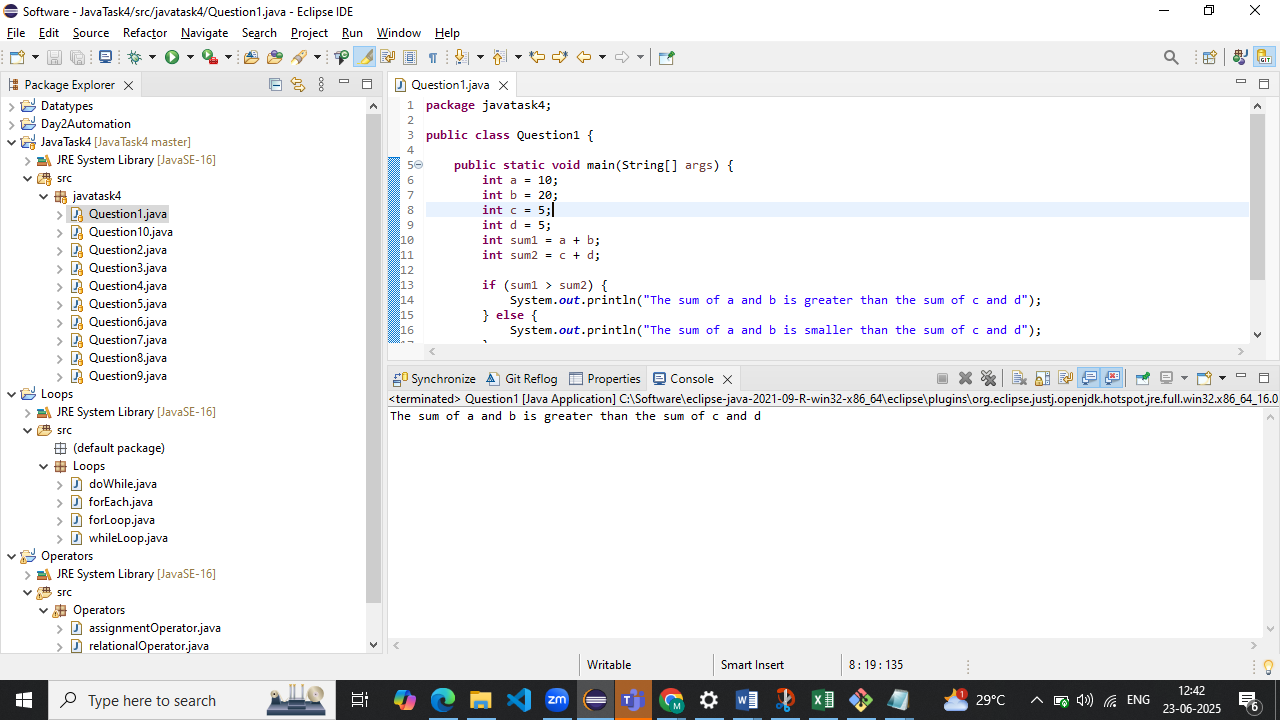 Software - JavaTask4/src/javatask4/Question1.java - Eclipse IDE
File Edit Source Refactor Navigate Search Project Run Window Help
Package Explorer
Datatypes
Day2Automation
JavaTask4 [JavaTask4 master]
JRE System Library [JavaSE-16]
src
javatask4
Question1.java
Question10.java
Question2.java
Question3.java
Question4.java
Question5.java
Question6.java
Question7.java
Question8.java
Question9.java
Loops
JRE System Library [JavaSE-16]
src
(default package)
Loops
doWhile.java
forEach.java
forLoop.java
whileLoop.java
Operators
JRE System Library [JavaSE-16]
src
Operators
assignmentOperator.java
relationalOperator.java
Question1.java
1 package javatask4;
2
3 public class Question1 {
4
5 public static void main(String[] args) {
6 int a = 10;
7 int b = 20;
8 int c = 5;
9 int d = 5;
10 int sum1 = a + b;
11 int sum2 = c + d;
12
13 if (sum1 > sum2) {
14 System.out.println("The sum of a and b is greater than the sum of c and d");
15 } else {
16 System.out.println("The sum of a and b is smaller than the sum of c and d");
Synchronize Git Reflog Properties Console
<terminated> Question1 [Java Application] C:\Software\eclipse-java-2021-09-R-win32-x86_64\eclipse\plugins\org.eclipse.justj.openjdk.hotspot.jre.full.win32.x86_64_16.0
The sum of a and b is greater than the sum of c and d
Writable Smart Insert 8 : 19 : 135
Type here to search
zm
1
29°C
ENG
12:42
23-06-2025
6